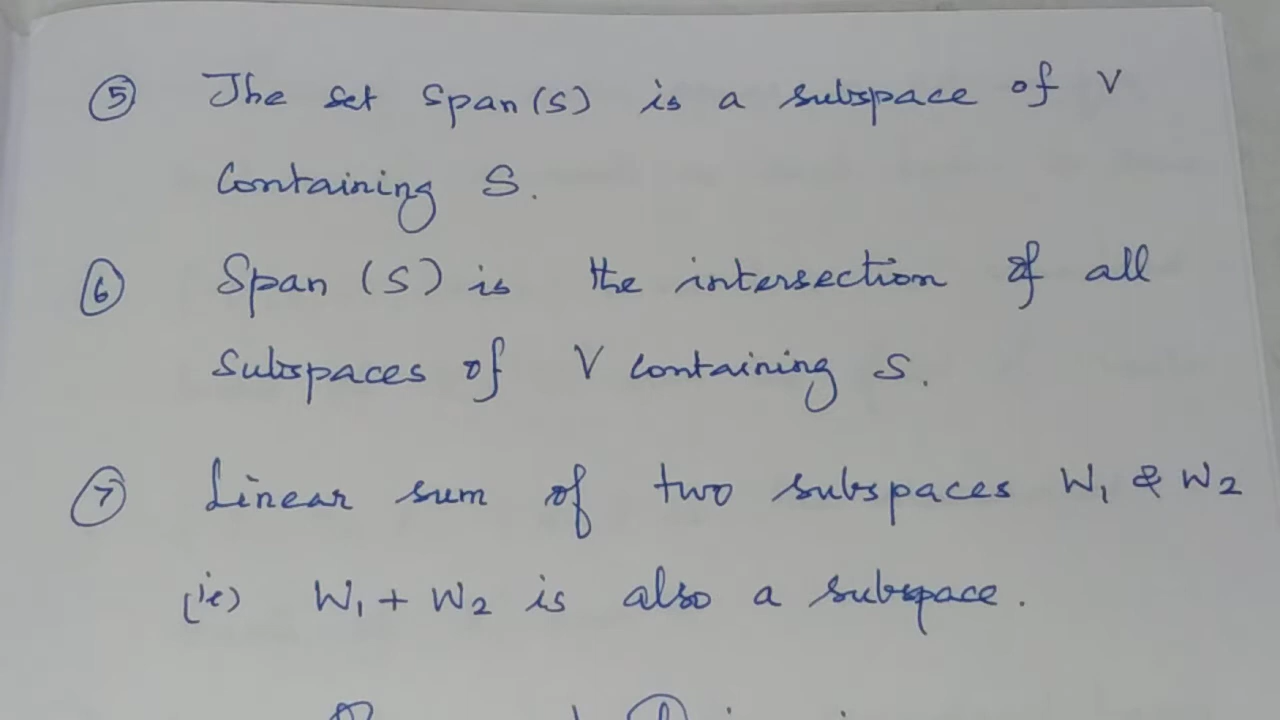 ⑤ The set span(S) is a subspace of V
Containing S.
⑥ Span (S) is the intersection of all
Subspaces of V containing S.
⑦ Linear sum of two subspaces W₁ & W₂
(ie) W₁ + W₂ is also a subspace.